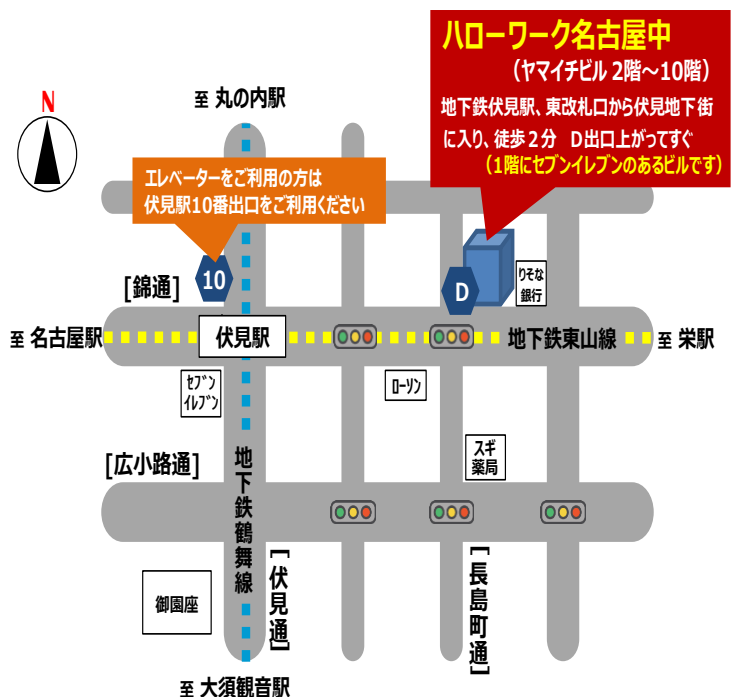 ハローワーク名古屋中
(ヤマイチビル 2階～10階)
地下鉄伏見駅、東改札口から伏見地下街
に入り、徒歩２分　D出口上がってすぐ
(１階にセブンイレブンのあるビルです)
N
至 丸の内駅
エレベーターをご利用の方は
伏見駅10番出口をご利用ください
10
D
りそな
銀行
[錦通]
至 名古屋駅
伏見駅
地下鉄東山線
至 栄駅
セブン
イレブン
ローソン
[広小路通]
スギ
薬局
地下鉄鶴舞線
[伏見通]
[長島町通]
御園座
至 大須観音駅